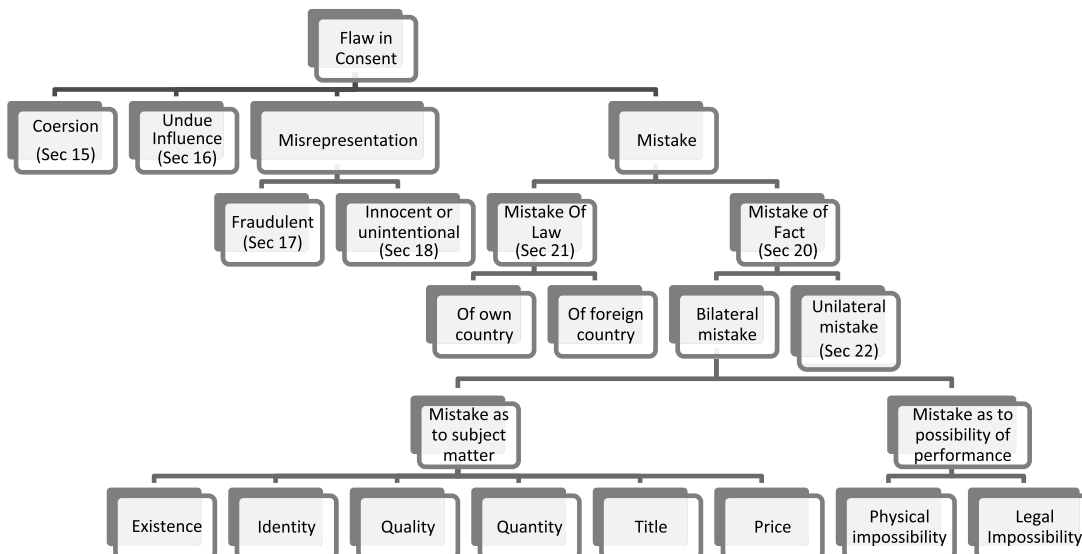 Flaw in
Consent
Coersion
(Sec 15)
Undue
Influence
(Sec 16)
Misrepresentation
Mistake
Fraudulent
(Sec 17)
Innocent or
unintentional
(Sec 18)
Mistake Of
Law
(Sec 21)
Mistake of
Fact
(Sec 20)
Of own
country
Of foreign
country
Bilateral
mistake
Unilateral
mistake
(Sec 22)
Mistake as
to subject
matter
Mistake as to
possibility of
performance
Existence
Identity
Quality
Quantity
Title
Price
Physical
impossibility
Legal
Impossibility